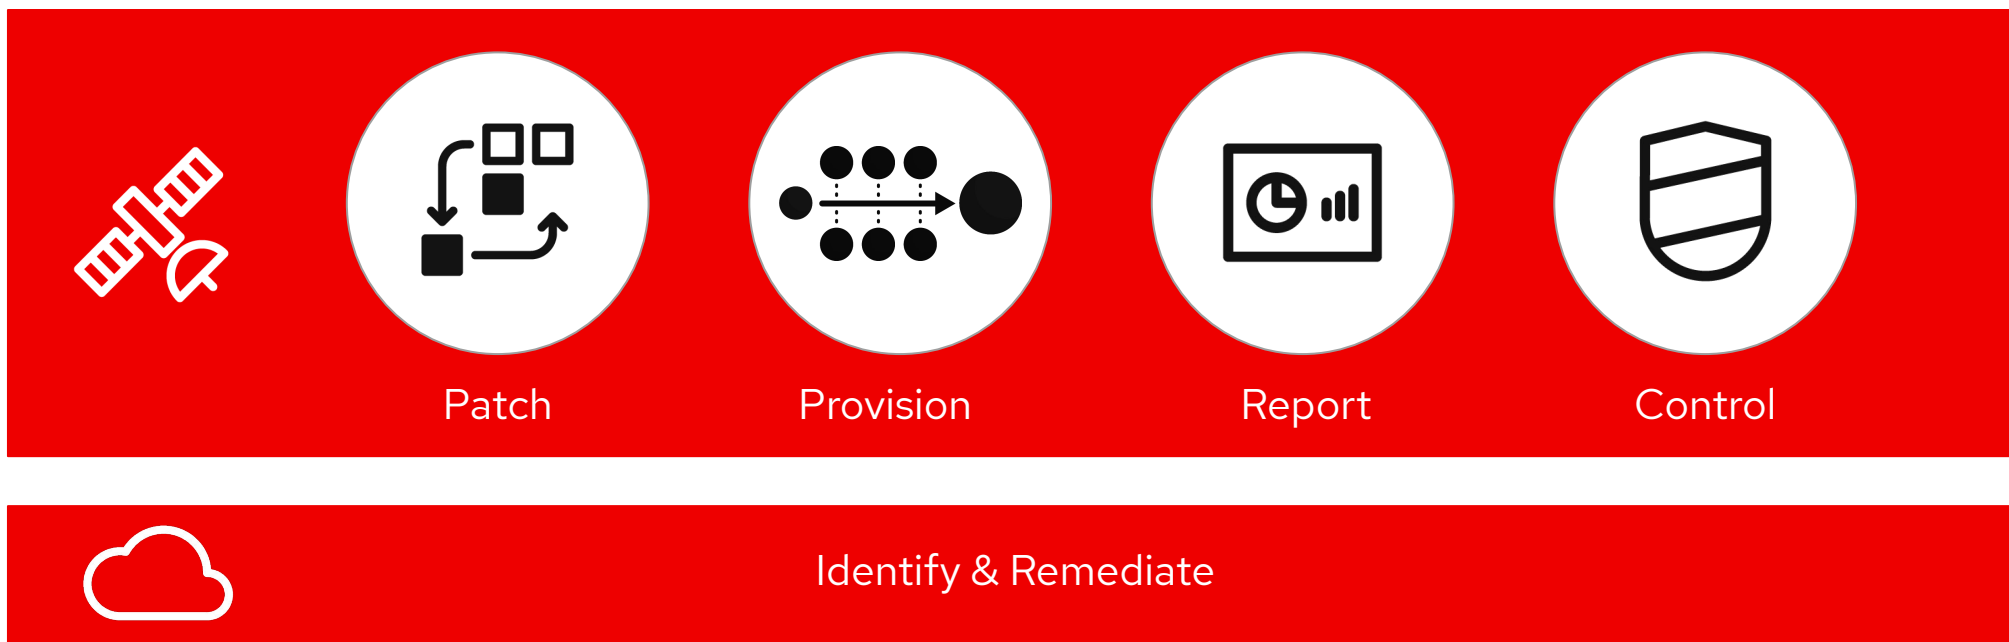 Patch
Provision
Report
Control
Identify & Remediate